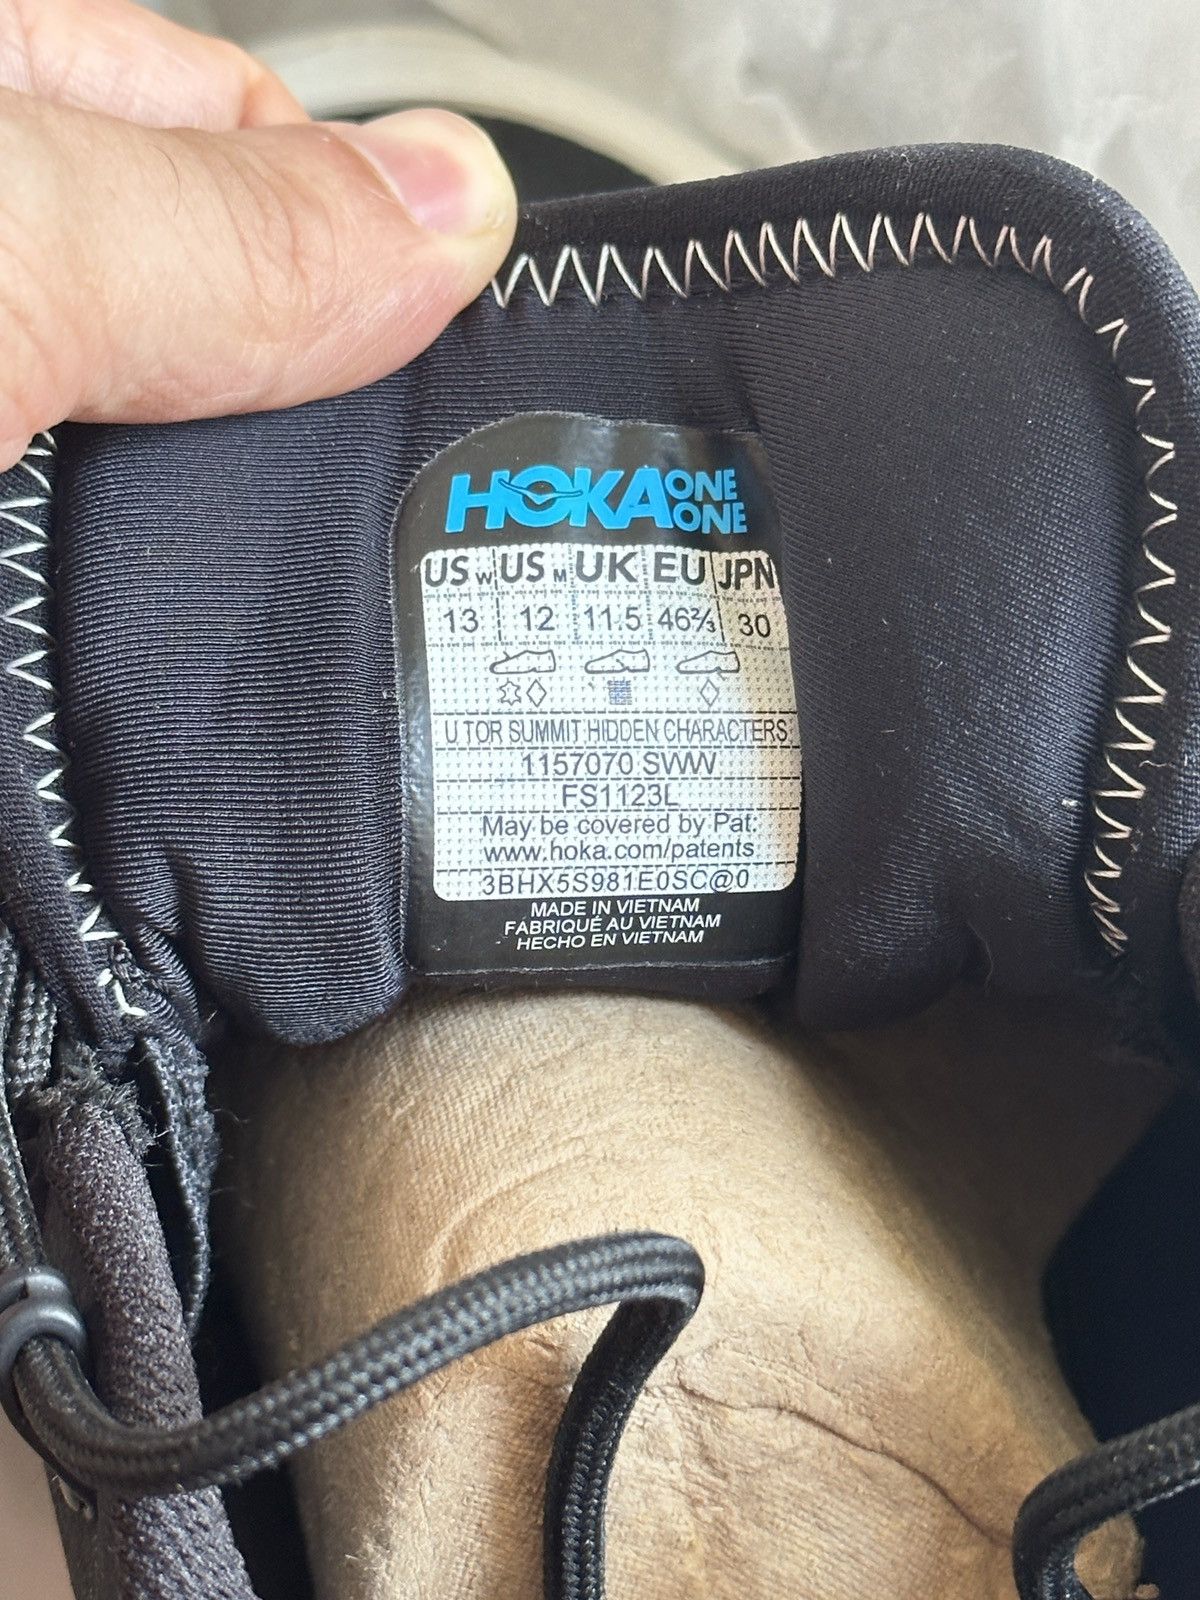 HOKA ONE ONE
US W US M UK EU JPN
13 12 11.5 46⅔ 30
U TOR SUMMIT HIDDEN CHARACTERS
1157070 SWW
FS1123L
May be covered by Pat.
www.hoka.com/patents
3BHX5S981E0SC@0
MADE IN VIETNAM
FABRIQUÉ AU VIETNAM
HECHO EN VIETNAM